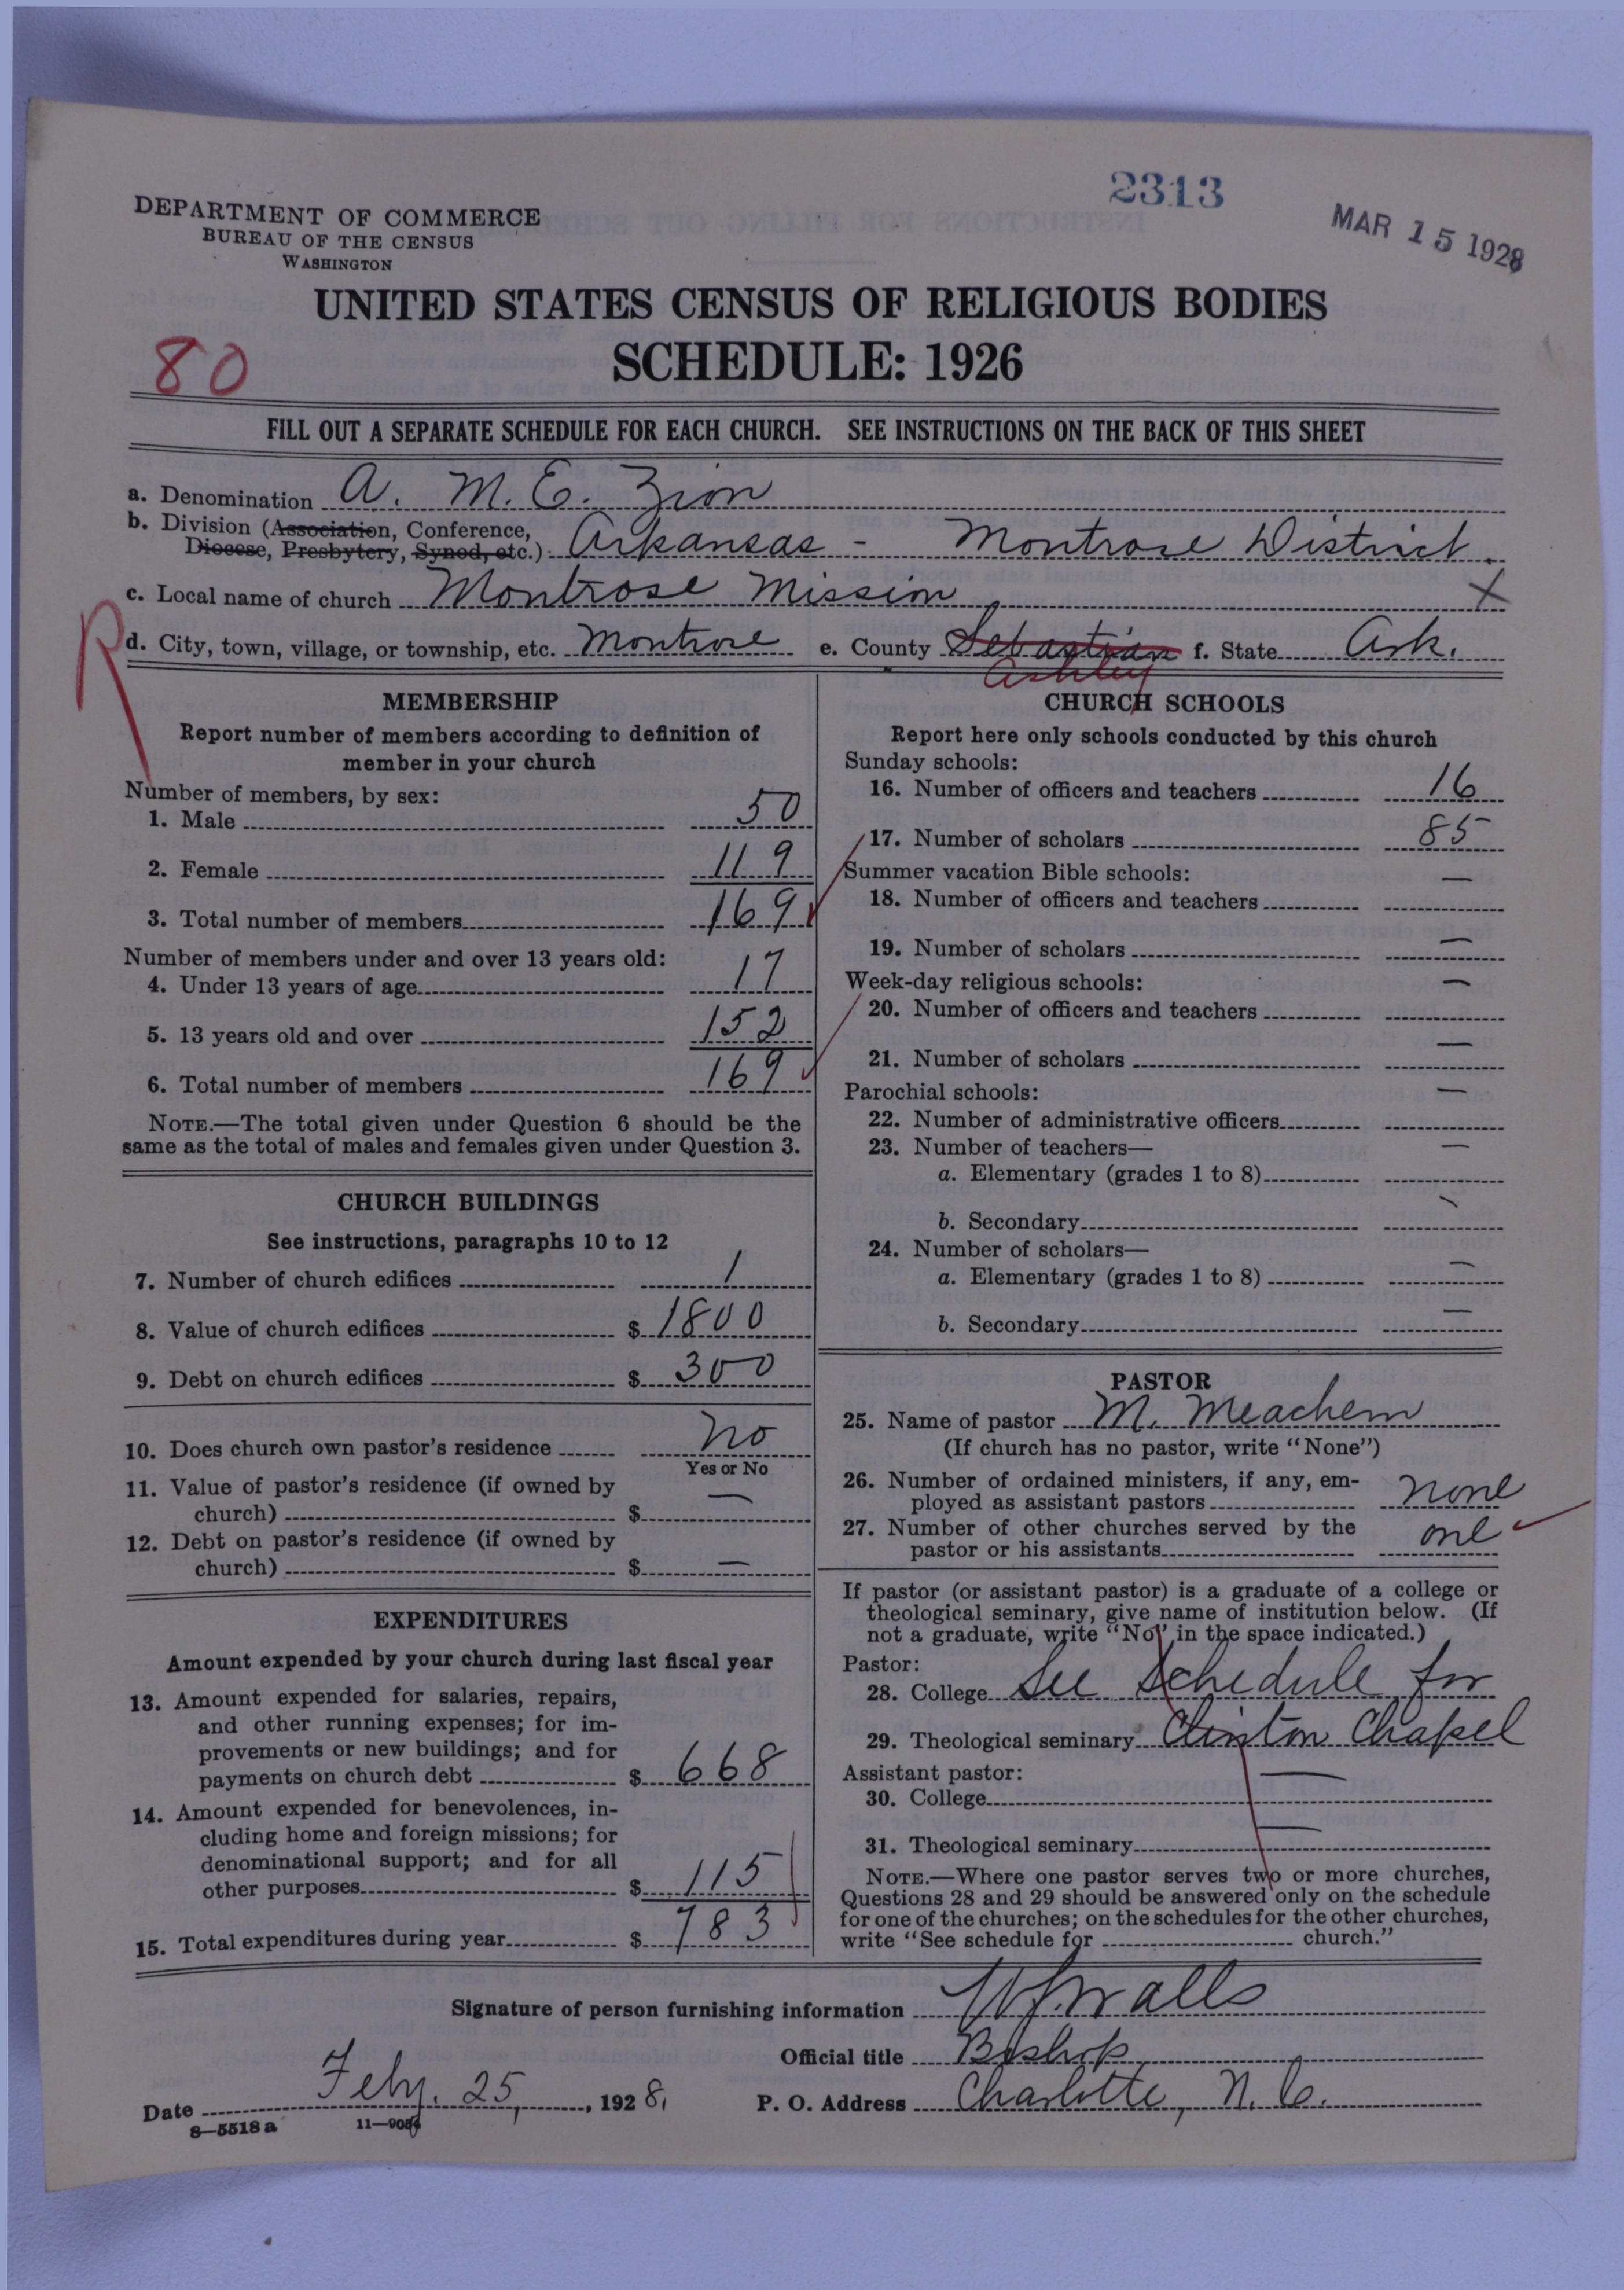 2313
MAR 15 1928
DEPARTMENT OF COMMERCE
BUREAU OF THE CENSUS
WASHINGTON
UNITED STATES CENSUS OF RELIGIOUS BODIES
SCHEDULE: 1926
80
FILL OUT A SEPARATE SCHEDULE FOR EACH CHURCH. SEE INSTRUCTIONS ON THE BACK OF THIS SHEET
a. Denomination A. M. E. Zion
b. Division (Association, Conference,
Diocese, Presbytery, Synod, etc.) Arkansas - Montrose District
c. Local name of church Montrose Mission X
R
d. City, town, village, or township, etc. Montrose e. County Sebastian f. State Ark.
Ashley
MEMBERSHIP
Report number of members according to definition of
member in your church
Number of members, by sex:
1. Male 50
2. Female 119
3. Total number of members 169
Number of members under and over 13 years old:
4. Under 13 years of age 17
5. 13 years old and over 152
6. Total number of members 169
NOTE.—The total given under Question 6 should be the
same as the total of males and females given under Question 3.
CHURCH BUILDINGS
See instructions, paragraphs 10 to 12
7. Number of church edifices 1
8. Value of church edifices $ 1800
9. Debt on church edifices $ 300
10. Does church own pastor's residence No
Yes or No
11. Value of pastor's residence (if owned by
church) $ —
12. Debt on pastor's residence (if owned by
church) $ —
EXPENDITURES
Amount expended by your church during last fiscal year
13. Amount expended for salaries, repairs,
and other running expenses; for im-
provements or new buildings; and for
payments on church debt $ 668
14. Amount expended for benevolences, in-
cluding home and foreign missions; for
denominational support; and for all
other purposes $ 115
15. Total expenditures during year $ 783
CHURCH SCHOOLS
Report here only schools conducted by this church
Sunday schools:
16. Number of officers and teachers 16
17. Number of scholars 85
Summer vacation Bible schools:
18. Number of officers and teachers —
19. Number of scholars —
Week-day religious schools:
20. Number of officers and teachers —
21. Number of scholars —
Parochial schools:
22. Number of administrative officers —
23. Number of teachers—
a. Elementary (grades 1 to 8) —
b. Secondary —
24. Number of scholars—
a. Elementary (grades 1 to 8) —
b. Secondary —
PASTOR
25. Name of pastor M. Meachem
(If church has no pastor, write "None")
26. Number of ordained ministers, if any, em-
ployed as assistant pastors none
27. Number of other churches served by the
pastor or his assistants one
If pastor (or assistant pastor) is a graduate of a college or
theological seminary, give name of institution below. (If
not a graduate, write "No" in the space indicated.)
Pastor:
28. College See Schedule for
29. Theological seminary Clinton Chapel
Assistant pastor:
30. College —
31. Theological seminary —
NOTE.—Where one pastor serves two or more churches,
Questions 28 and 29 should be answered only on the schedule
for one of the churches; on the schedules for the other churches,
write "See schedule for ____ church."
Signature of person furnishing information W. J. Walls
Official title Bishop
Date Feby. 25, 1928. P. O. Address Charlotte, N. C.
8—5518 a 11—9084